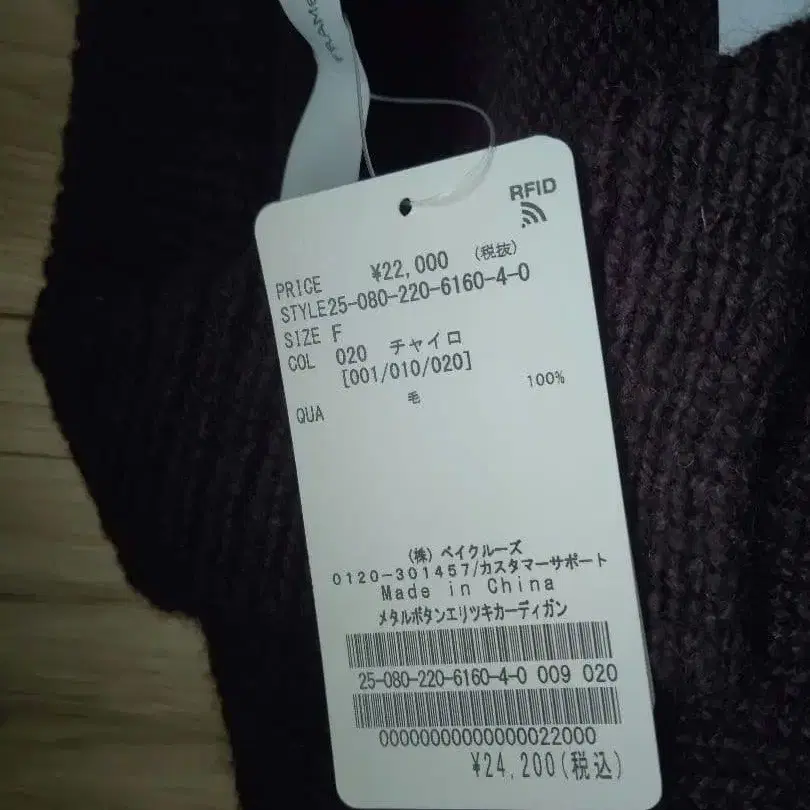 FRAMe
RFID
PRICE ¥22,000 (税抜)
STYLE25-080-220-6160-4-0
SIZE F
COL 020 チャイロ
[001/010/020]
QUA 毛 100%
(株) ベイクルーズ
0120-301457/カスタマーサポート
Made in China
メタルボタンエリツキカーディガン
25-080-220-6160-4-0 009 020
00000000000000022000
¥24,200(税込)